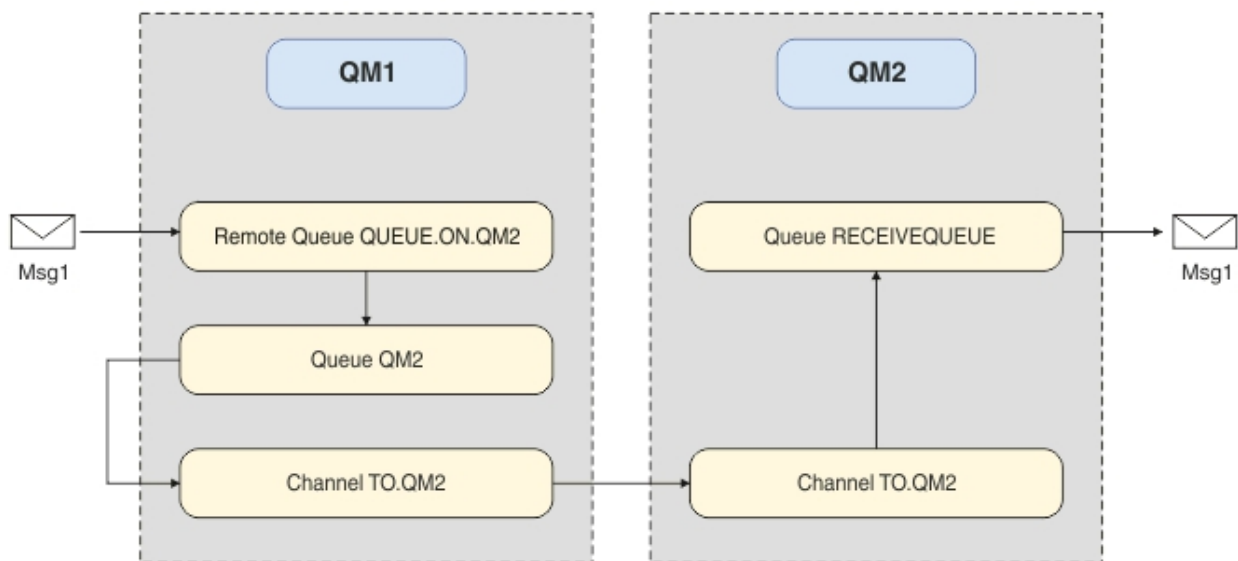 QM1
QM2
Remote Queue QUEUE.ON.QM2
Queue RECEIVEQUEUE
Msg1
Msg1
Queue QM2
Channel TO.QM2
Channel TO.QM2